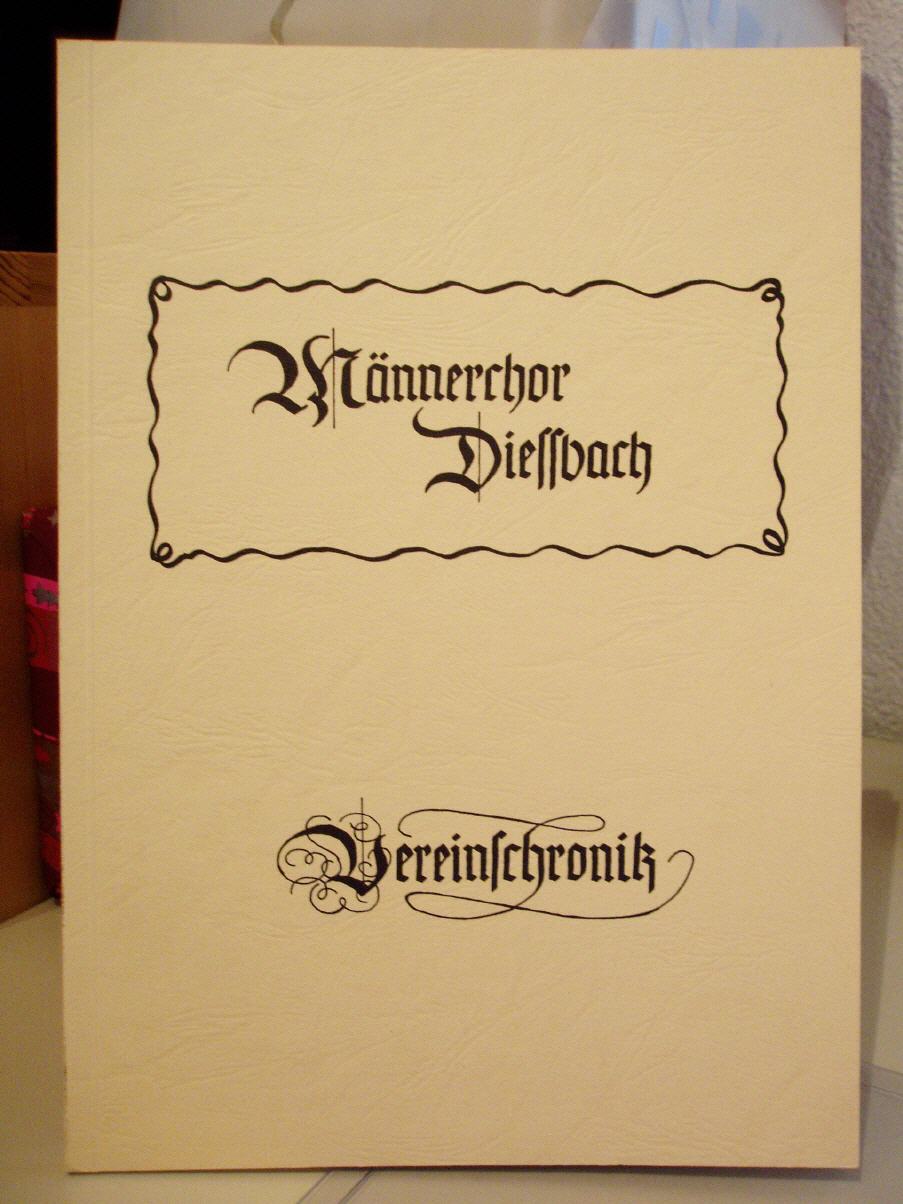 Männerchor
Dieſſbach
Vereinſchronik